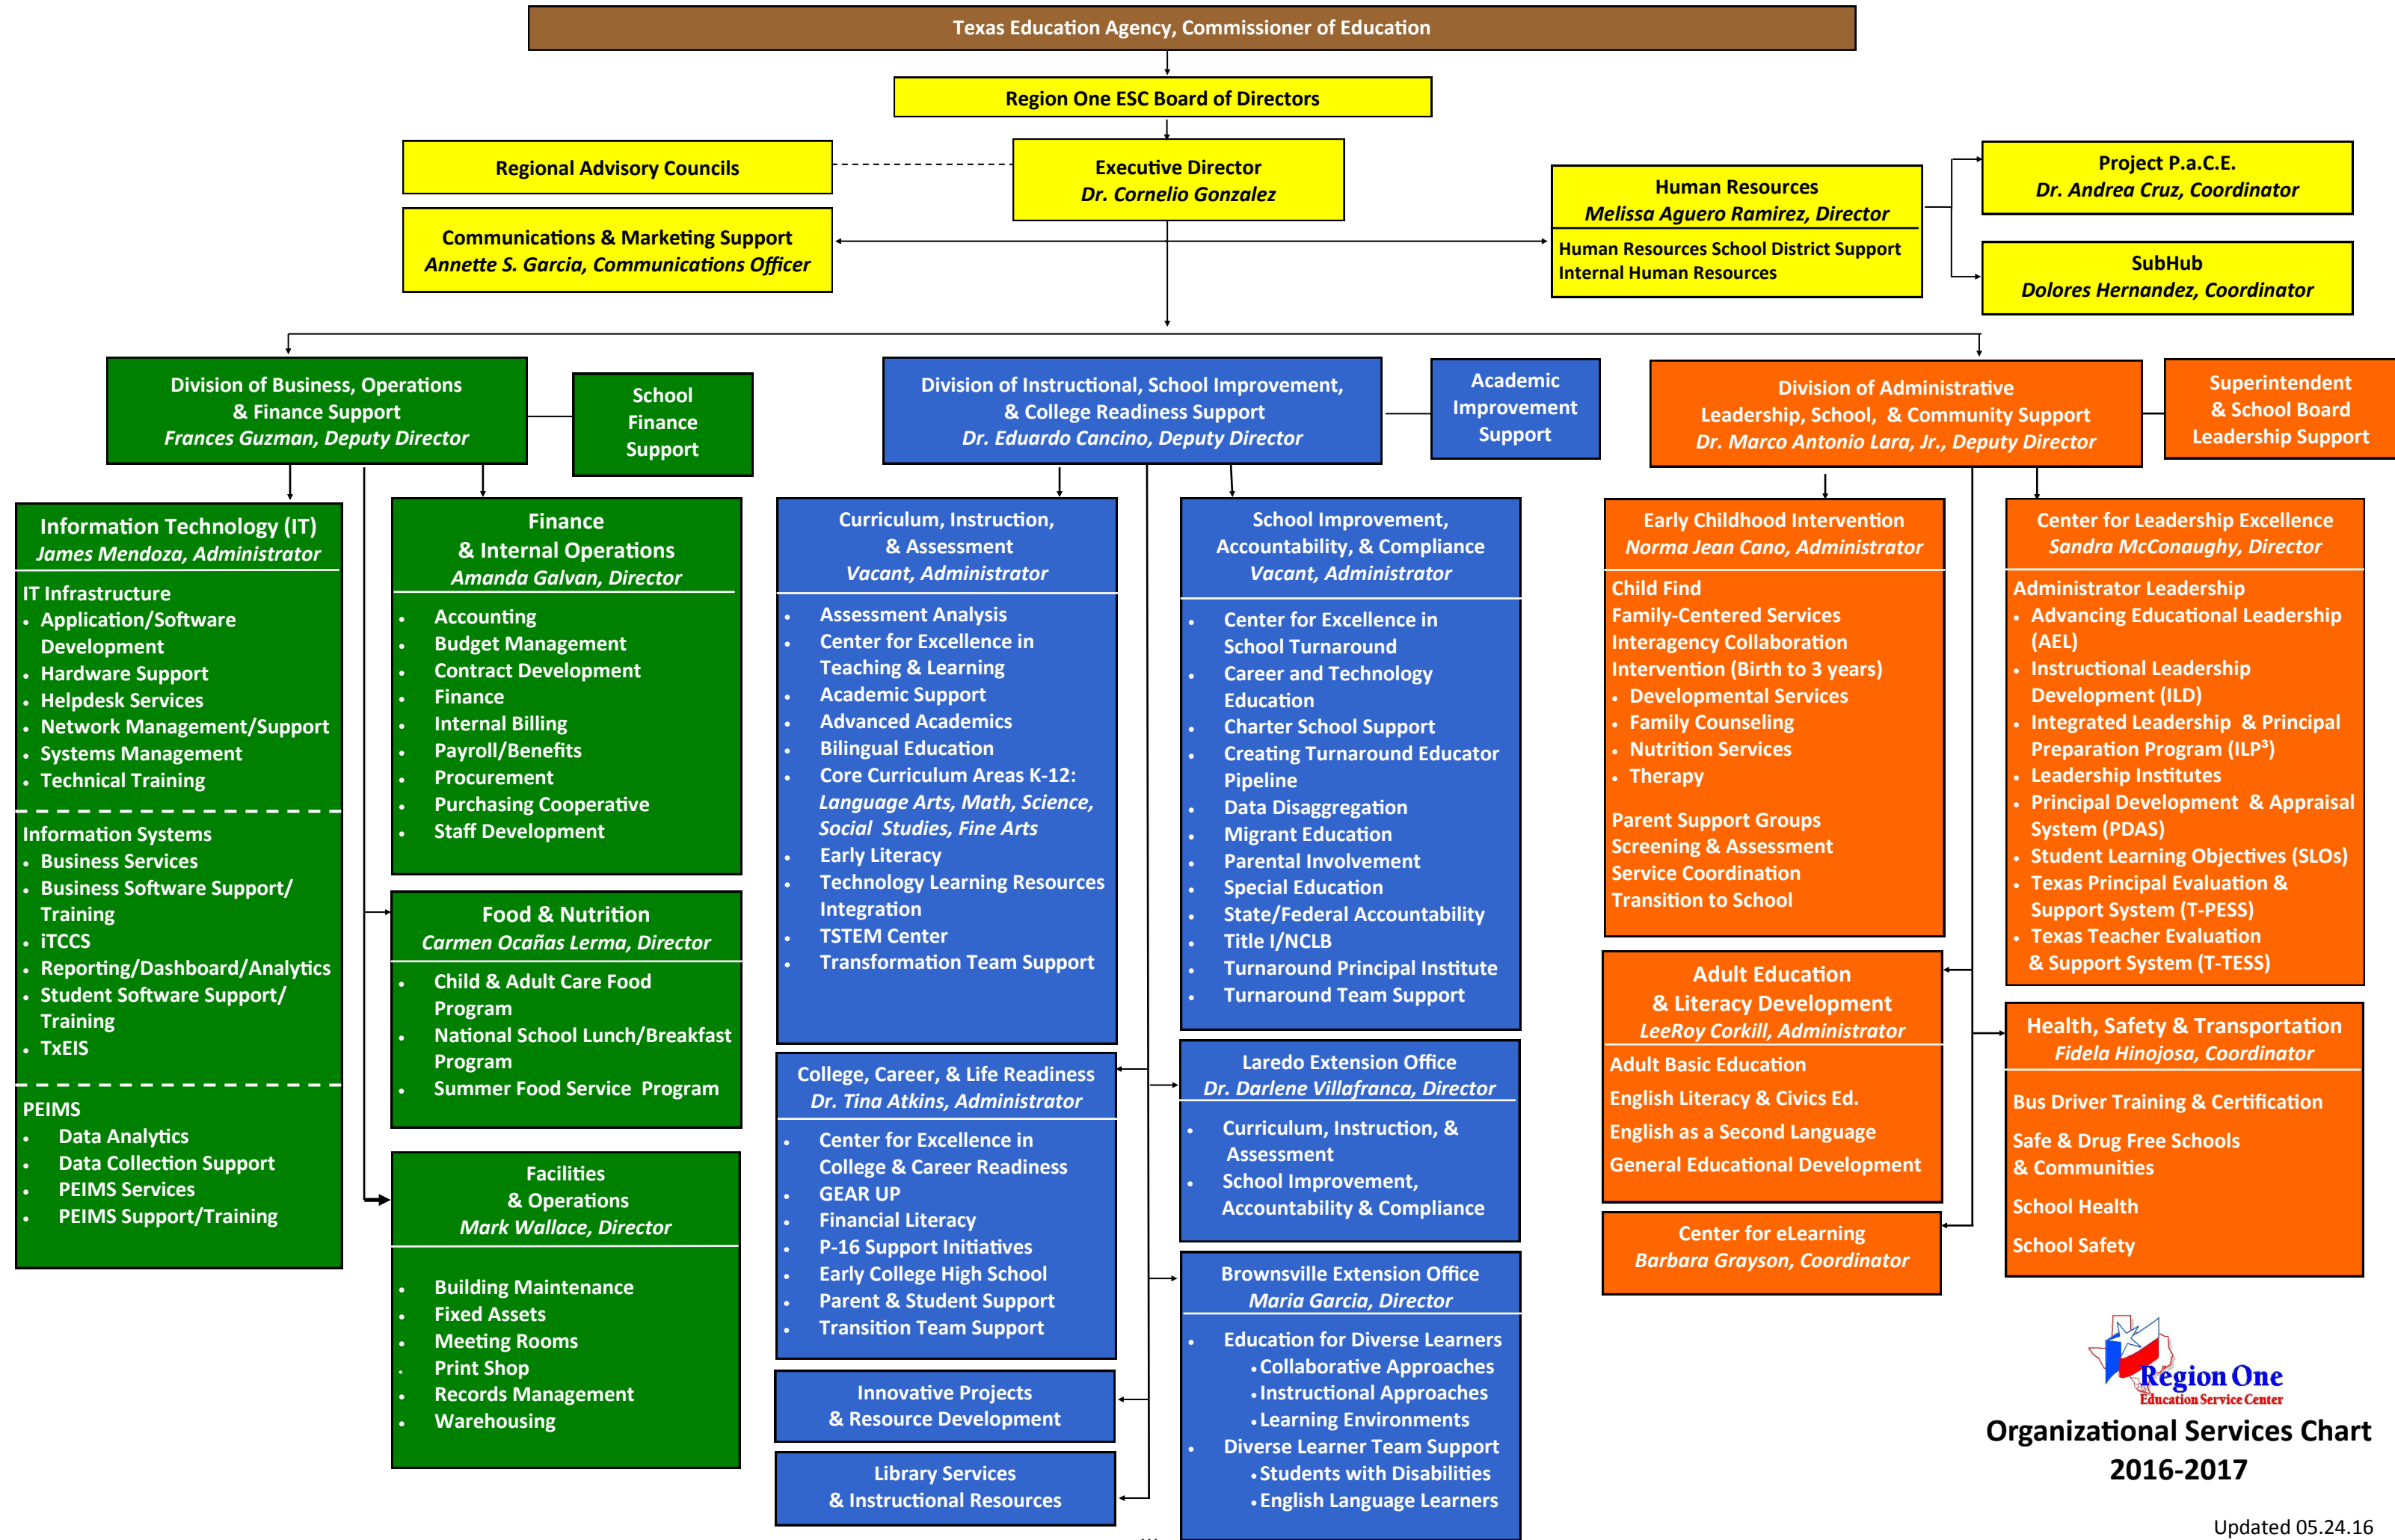 Texas Education Agency, Commissioner of Education
Region One ESC Board of Directors
Regional Advisory Councils
Executive Director
Dr. Cornelio Gonzalez
Communications & Marketing Support
Annette S. Garcia, Communications Officer
Human Resources
Melissa Aguero Ramirez, Director
Human Resources School District Support
Internal Human Resources
Project P.a.C.E.
Dr. Andrea Cruz, Coordinator
SubHub
Dolores Hernandez, Coordinator
Division of Business, Operations
& Finance Support
Frances Guzman, Deputy Director
School
Finance
Support
Division of Instructional, School Improvement,
& College Readiness Support
Dr. Eduardo Cancino, Deputy Director
Academic
Improvement
Support
Division of Administrative
Leadership, School, & Community Support
Dr. Marco Antonio Lara, Jr., Deputy Director
Superintendent
& School Board
Leadership Support
Information Technology (IT)
James Mendoza, Administrator
IT Infrastructure
• Application/Software
Development
• Hardware Support
• Helpdesk Services
• Network Management/Support
• Systems Management
• Technical Training
Information Systems
• Business Services
• Business Software Support/
Training
• iTCCS
• Reporting/Dashboard/Analytics
• Student Software Support/
Training
• TxEIS
PEIMS
• Data Analytics
• Data Collection Support
• PEIMS Services
• PEIMS Support/Training
Finance
& Internal Operations
Amanda Galvan, Director
• Accounting
• Budget Management
• Contract Development
• Finance
• Internal Billing
• Payroll/Benefits
• Procurement
• Purchasing Cooperative
• Staff Development
Food & Nutrition
Carmen Ocañas Lerma, Director
• Child & Adult Care Food
Program
• National School Lunch/Breakfast
Program
• Summer Food Service Program
Facilities
& Operations
Mark Wallace, Director
• Building Maintenance
• Fixed Assets
• Meeting Rooms
• Print Shop
• Records Management
• Warehousing
Curriculum, Instruction,
& Assessment
Vacant, Administrator
• Assessment Analysis
• Center for Excellence in
Teaching & Learning
• Academic Support
• Advanced Academics
• Bilingual Education
• Core Curriculum Areas K-12:
Language Arts, Math, Science,
Social Studies, Fine Arts
• Early Literacy
• Technology Learning Resources
Integration
• TSTEM Center
• Transformation Team Support
College, Career, & Life Readiness
Dr. Tina Atkins, Administrator
• Center for Excellence in
College & Career Readiness
• GEAR UP
• Financial Literacy
• P-16 Support Initiatives
• Early College High School
• Parent & Student Support
• Transition Team Support
Innovative Projects
& Resource Development
Library Services
& Instructional Resources
School Improvement,
Accountability, & Compliance
Vacant, Administrator
• Center for Excellence in
School Turnaround
• Career and Technology
Education
• Charter School Support
• Creating Turnaround Educator
Pipeline
• Data Disaggregation
• Migrant Education
• Parental Involvement
• Special Education
• State/Federal Accountability
• Title I/NCLB
• Turnaround Principal Institute
• Turnaround Team Support
Laredo Extension Office
Dr. Darlene Villafranca, Director
• Curriculum, Instruction, &
Assessment
• School Improvement,
Accountability & Compliance
Brownsville Extension Office
Maria Garcia, Director
• Education for Diverse Learners
• Collaborative Approaches
• Instructional Approaches
• Learning Environments
• Diverse Learner Team Support
• Students with Disabilities
• English Language Learners
...
Early Childhood Intervention
Norma Jean Cano, Administrator
Child Find
Family-Centered Services
Interagency Collaboration
Intervention (Birth to 3 years)
• Developmental Services
• Family Counseling
• Nutrition Services
• Therapy
Parent Support Groups
Screening & Assessment
Service Coordination
Transition to School
Adult Education
& Literacy Development
LeeRoy Corkill, Administrator
Adult Basic Education
English Literacy & Civics Ed.
English as a Second Language
General Educational Development
Center for eLearning
Barbara Grayson, Coordinator
Center for Leadership Excellence
Sandra McConaughy, Director
Administrator Leadership
• Advancing Educational Leadership
(AEL)
• Instructional Leadership
Development (ILD)
• Integrated Leadership & Principal
Preparation Program (ILP³)
• Leadership Institutes
• Principal Development & Appraisal
System (PDAS)
• Student Learning Objectives (SLOs)
• Texas Principal Evaluation &
Support System (T-PESS)
• Texas Teacher Evaluation
& Support System (T-TESS)
Health, Safety & Transportation
Fidela Hinojosa, Coordinator
Bus Driver Training & Certification
Safe & Drug Free Schools
& Communities
School Health
School Safety
Region One
Education Service Center
Organizational Services Chart
2016-2017
Updated 05.24.16